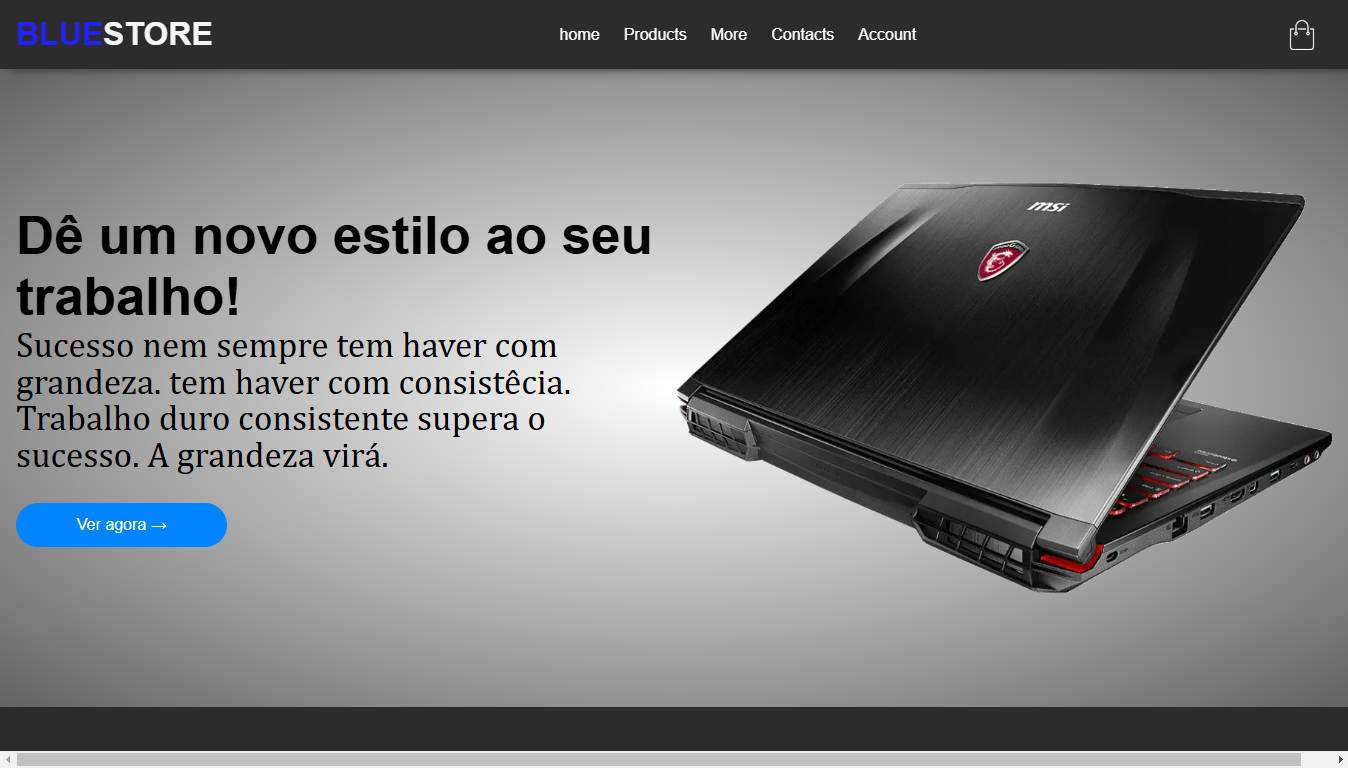 BLUESTORE
home Products More Contacts Account
Dê um novo estilo ao seu
trabalho!
Sucesso nem sempre tem haver com
grandeza. tem haver com consistêcia.
Trabalho duro consistente supera o
sucesso. A grandeza virá.
Ver agora →
msi